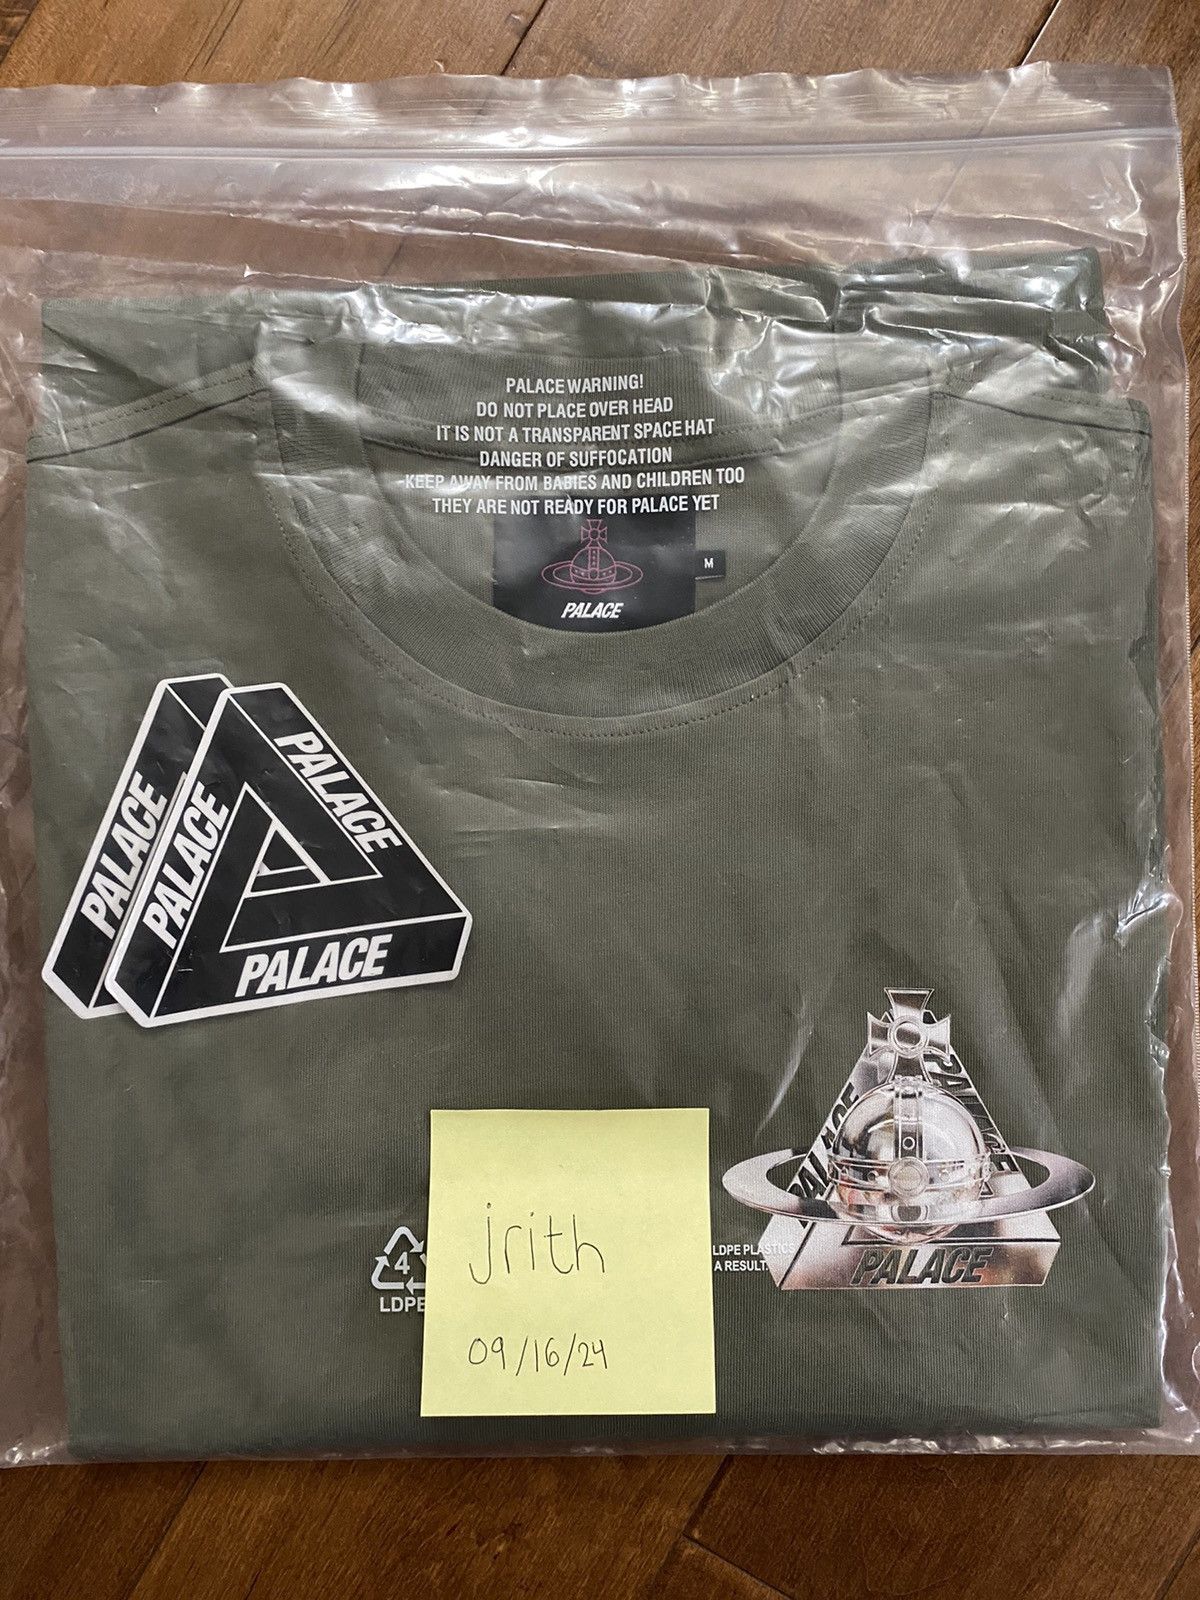 PALACE WARNING!
DO NOT PLACE OVER HEAD
IT IS NOT A TRANSPARENT SPACE HAT
DANGER OF SUFFOCATION
KEEP AWAY FROM BABIES AND CHILDREN TOO
THEY ARE NOT READY FOR PALACE YET
M
PALACE
PALACE
PALACE
PALACE
PALACE
PALACE
PALACE
PALACE
jrith
09/16/24
4
LDPE
LDPE PLASTICS
A RESULT.